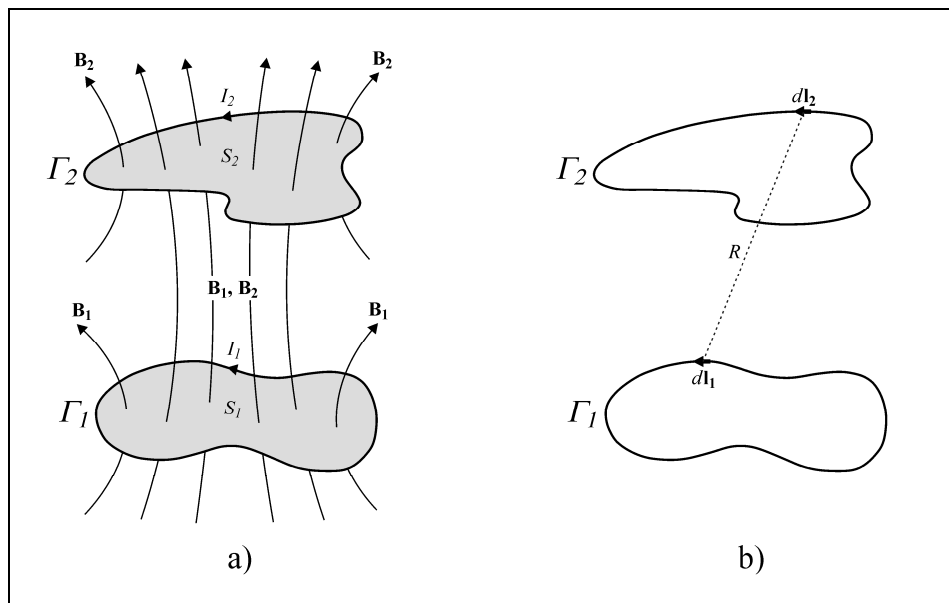 B₂
B₂
I₂
S₂
Γ₂
B₁, B₂
B₁
B₁
I₁
S₁
Γ₁
a)
dl₂
Γ₂
R
dl₁
Γ₁
b)